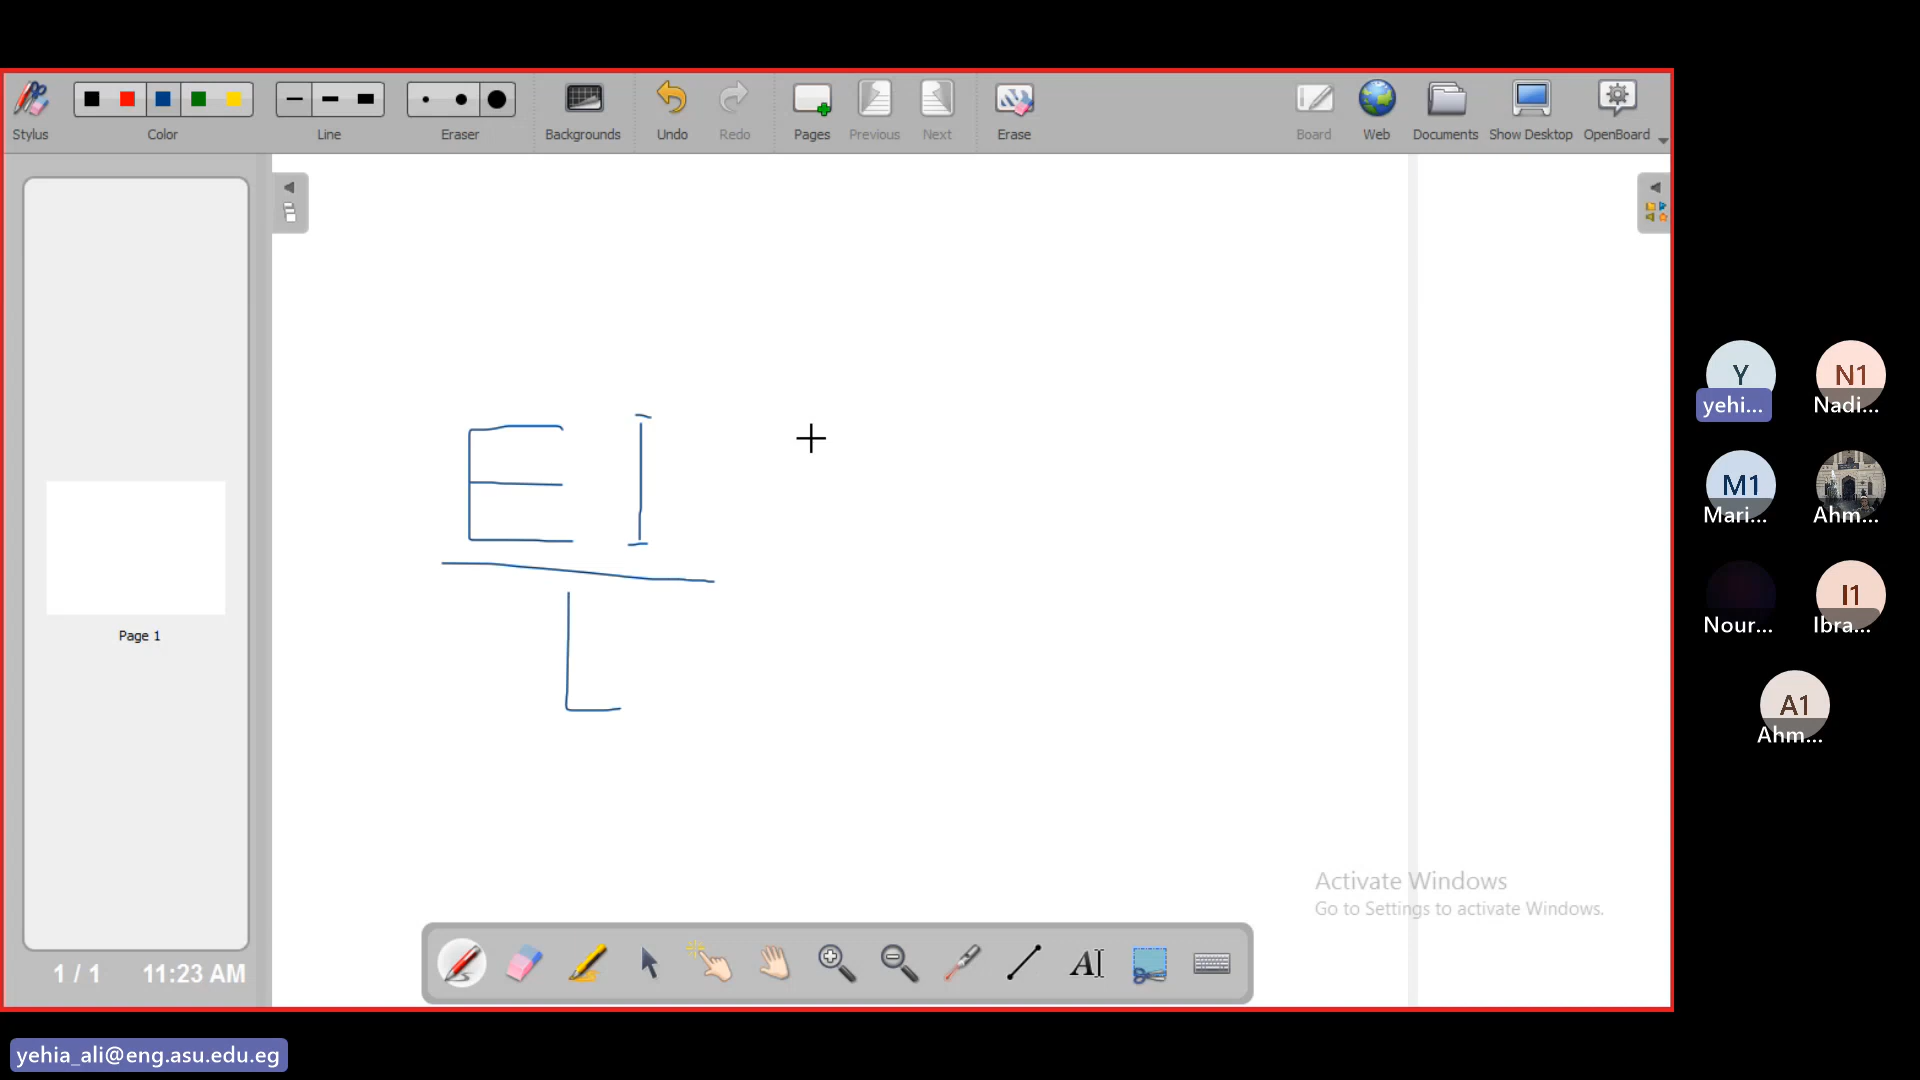 Stylus
Color
Line
Eraser
Backgrounds
Undo
Redo
Pages
Previous
Next
Erase
Board
Web
Documents
Show Desktop
OpenBoard
E I
L
Page 1
1 / 1 11:23 AM
AI
Activate Windows
Go to Settings to activate Windows.
Y
yehi...
N1
Nadi...
M1
Mari...
Ahm...
Nour...
I1
Ibra...
A1
Ahm...
yehia_ali@eng.asu.edu.eg